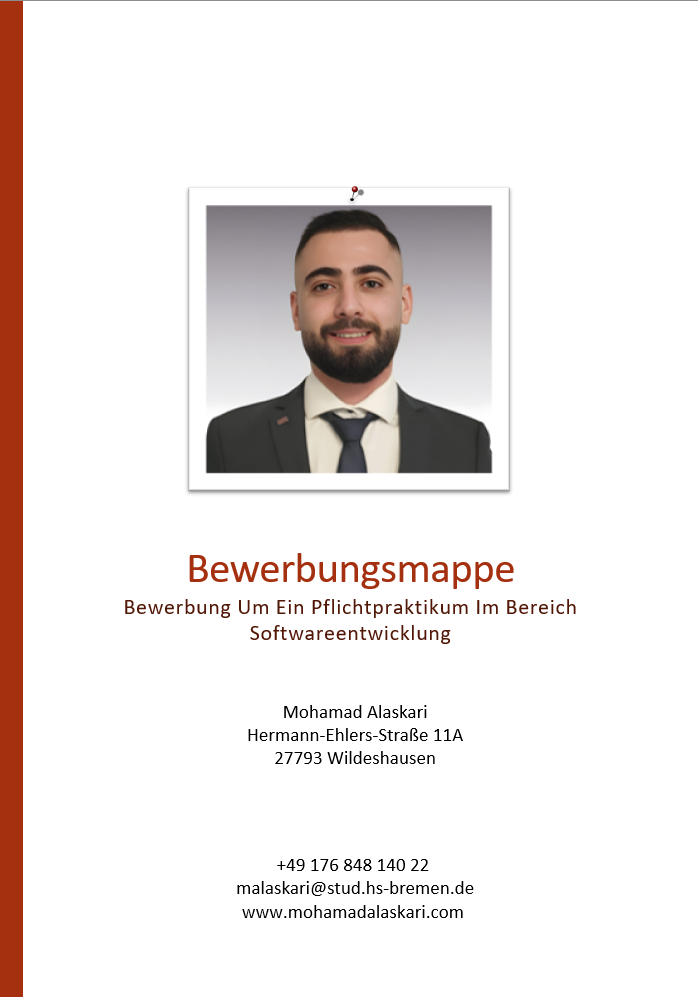 Bewerbungsmappe
Bewerbung Um Ein Pflichtpraktikum Im Bereich
Softwareentwicklung
Mohamad Alaskari
Hermann-Ehlers-Straße 11A
27793 Wildeshausen
+49 176 848 140 22
malaskari@stud.hs-bremen.de
www.mohamadalaskari.com